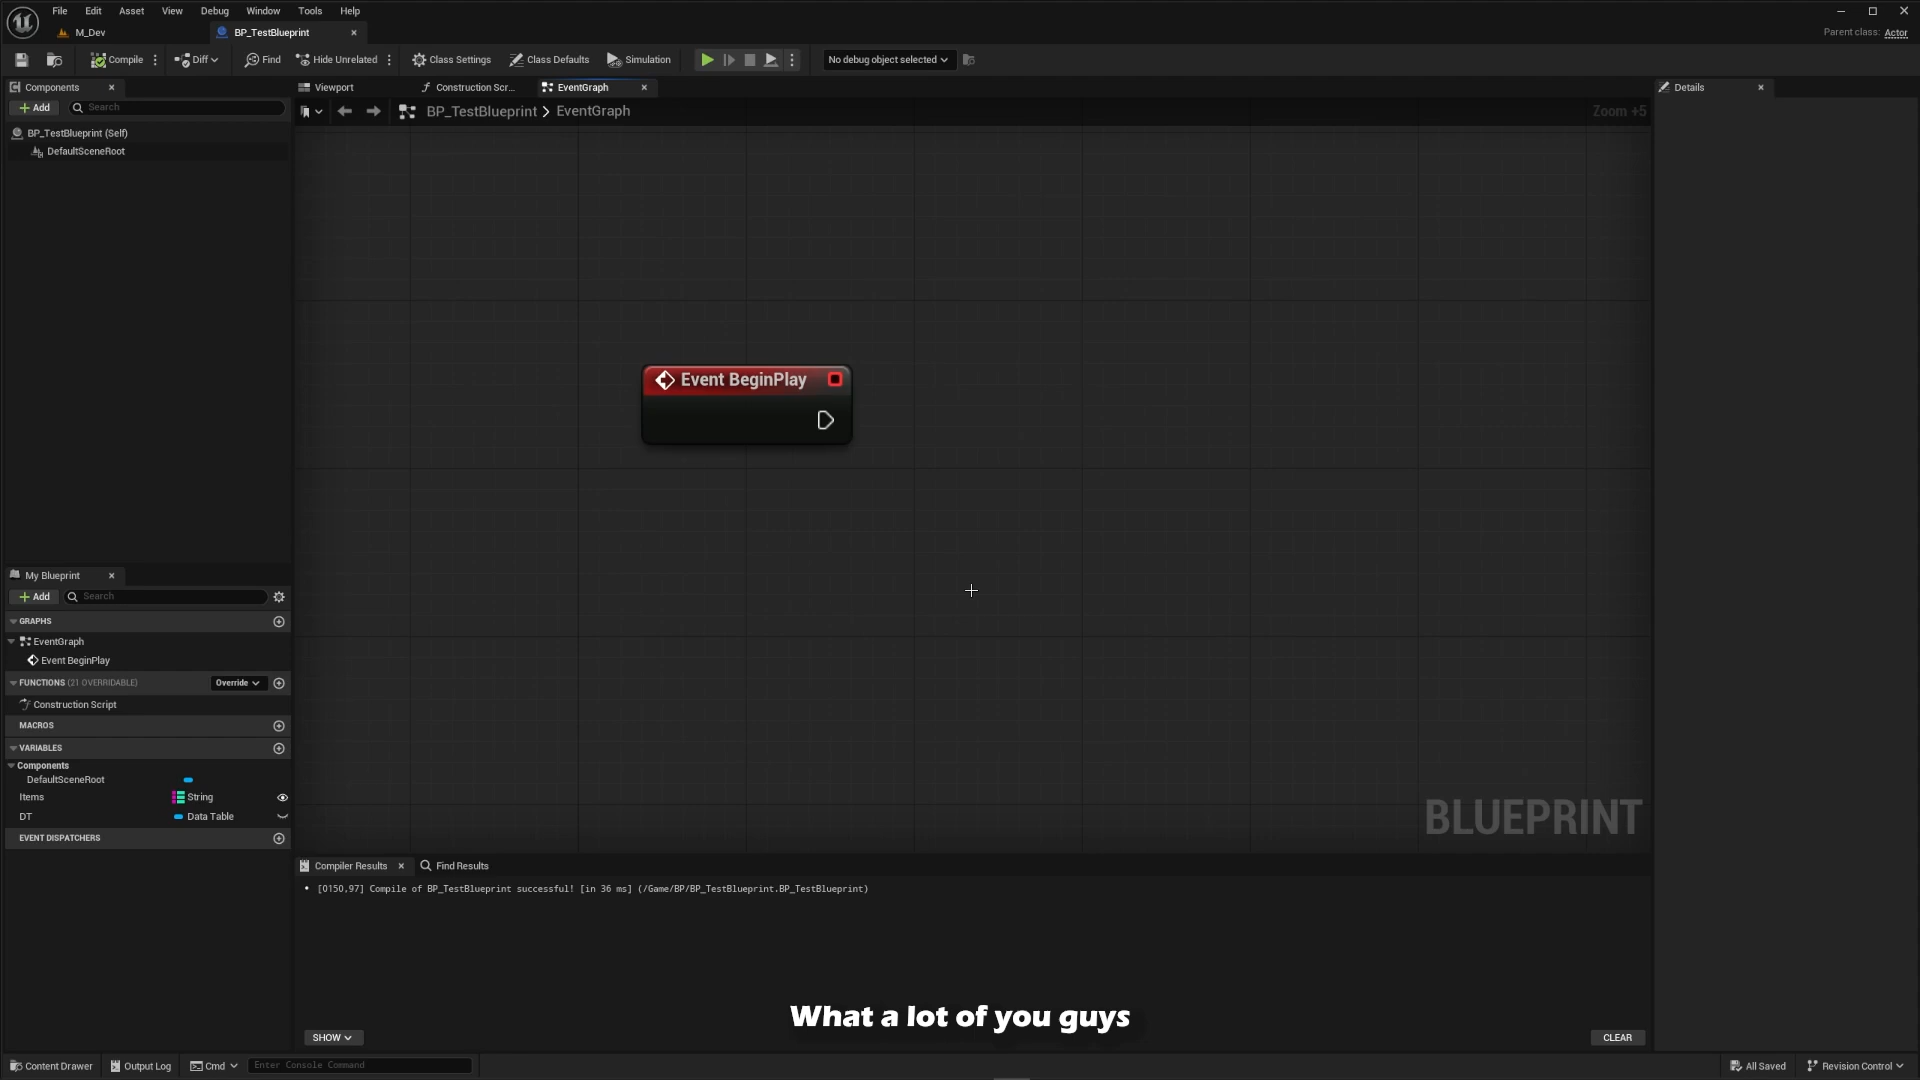 File Edit Asset View Debug Window Tools Help
M_Dev BP_TestBlueprint
Parent class: Actor
Compile Diff Find Hide Unrelated Class Settings Class Defaults Simulation No debug object selected
Components Viewport Construction Scr... EventGraph Details
Add Search BP_TestBlueprint > EventGraph Zoom +5
BP_TestBlueprint (Self)
DefaultSceneRoot
Event BeginPlay
My Blueprint
Add Search
GRAPHS
EventGraph
Event BeginPlay
FUNCTIONS (21 OVERRIDABLE) Override
Construction Script
MACROS
VARIABLES
Components
DefaultSceneRoot
Items String
DT Data Table
EVENT DISPATCHERS
BLUEPRINT
Compiler Results Find Results
[0150,97] Compile of BP_TestBlueprint successful! [in 36 ms] (/Game/BP/BP_TestBlueprint.BP_TestBlueprint)
What a lot of you guys
SHOW CLEAR
Content Drawer Output Log Cmd Enter Console Command All Saved Revision Control